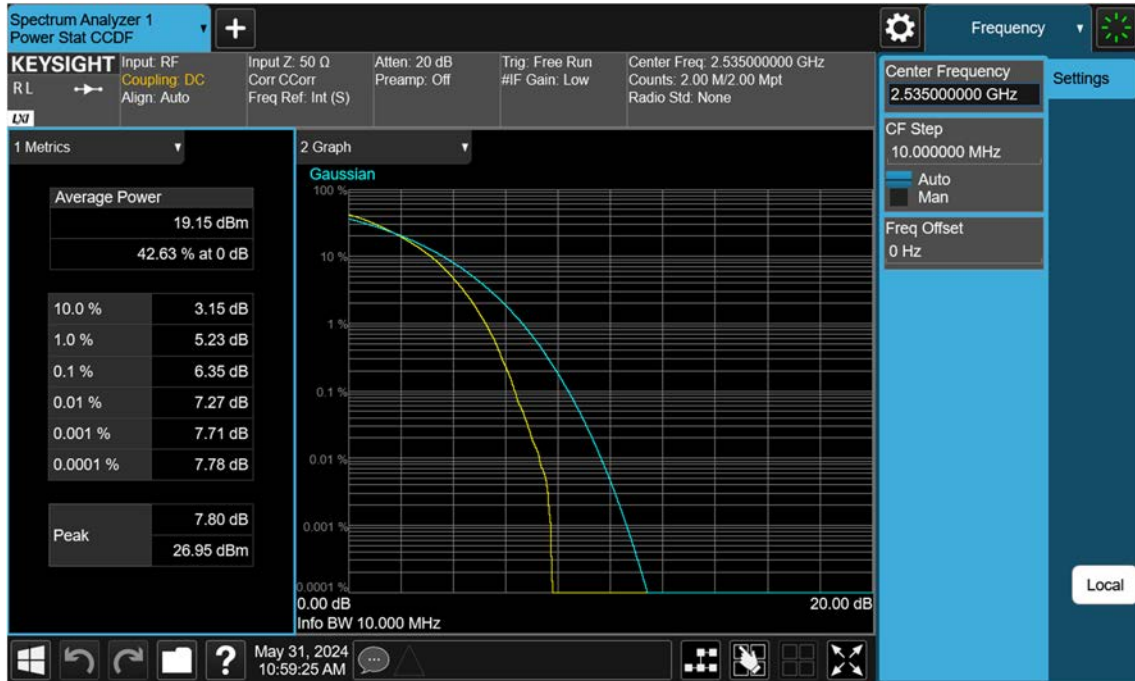 Spectrum Analyzer 1
Power Stat CCDF
+
Frequency
KEYSIGHT
RL
LXI
Input: RF
Coupling: DC
Align: Auto
Input Z: 50 Ω
Corr CCorr
Freq Ref: Int (S)
Atten: 20 dB
Preamp: Off
Trig: Free Run
#IF Gain: Low
Center Freq: 2.535000000 GHz
Counts: 2.00 M/2.00 Mpt
Radio Std: None
Center Frequency
2.535000000 GHz
Settings
CF Step
10.000000 MHz
Auto
Man
Freq Offset
0 Hz
Local
1 Metrics
Average Power
19.15 dBm
42.63 % at 0 dB
10.0 % 3.15 dB
1.0 % 5.23 dB
0.1 % 6.35 dB
0.01 % 7.27 dB
0.001 % 7.71 dB
0.0001 % 7.78 dB
Peak
7.80 dB
26.95 dBm
2 Graph
Gaussian
100 %
10 %
1 %
0.1 %
0.01 %
0.001 %
0.0001 %
0.00 dB 20.00 dB
Info BW 10.000 MHz
?
May 31, 2024
10:59:25 AM